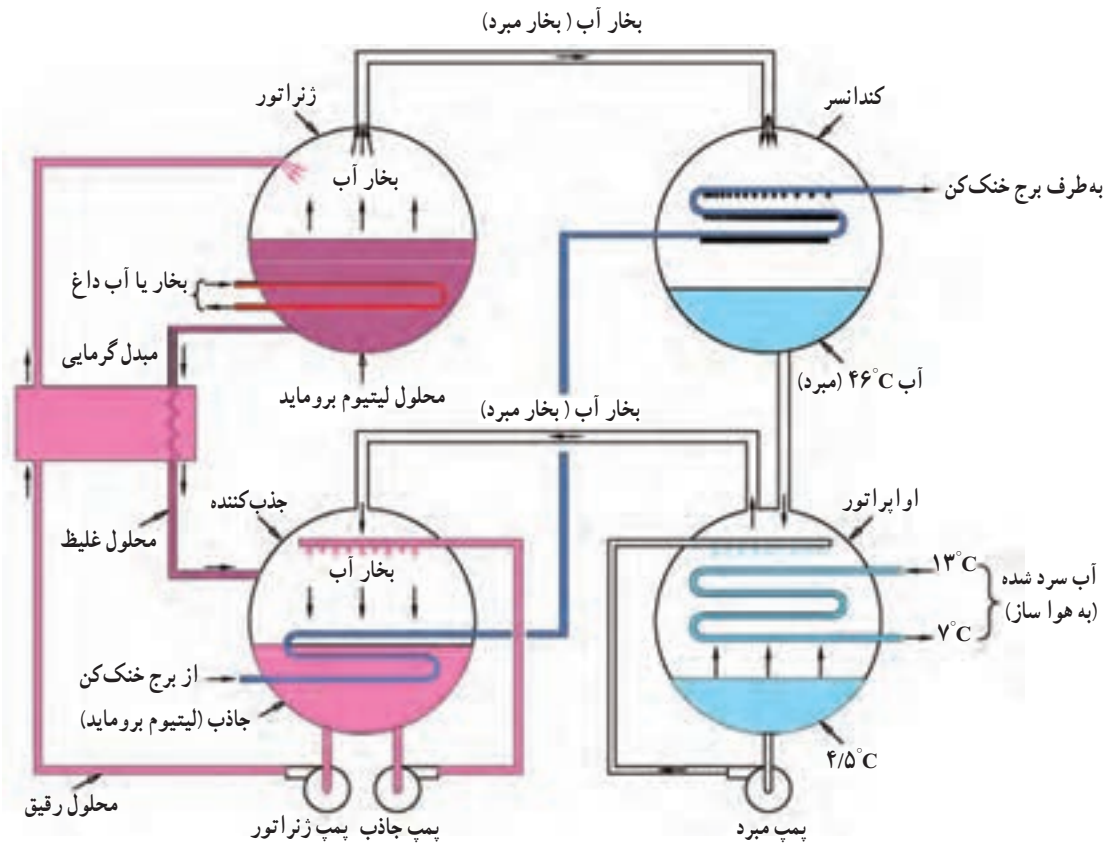 بخار آب ( بخار مبرد)
ژنراتور
کندانسر
بخار آب
به‌طرف برج خنک‌کن
بخار یا آب داغ
مبدل گرمایی
محلول لیتیوم بروماید
آب ۴۶°C (مبرد)
بخار آب ( بخار مبرد)
جذب‌کننده
اواپراتور
محلول غلیظ
بخار آب
۱۳°C
آب سرد شده
(به هوا ساز)
۷°C
از برج خنک‌کن
جاذب (لیتیوم بروماید)
۴/۵°C
محلول رقیق
پمپ ژنراتور
پمپ جاذب
پمپ مبرد